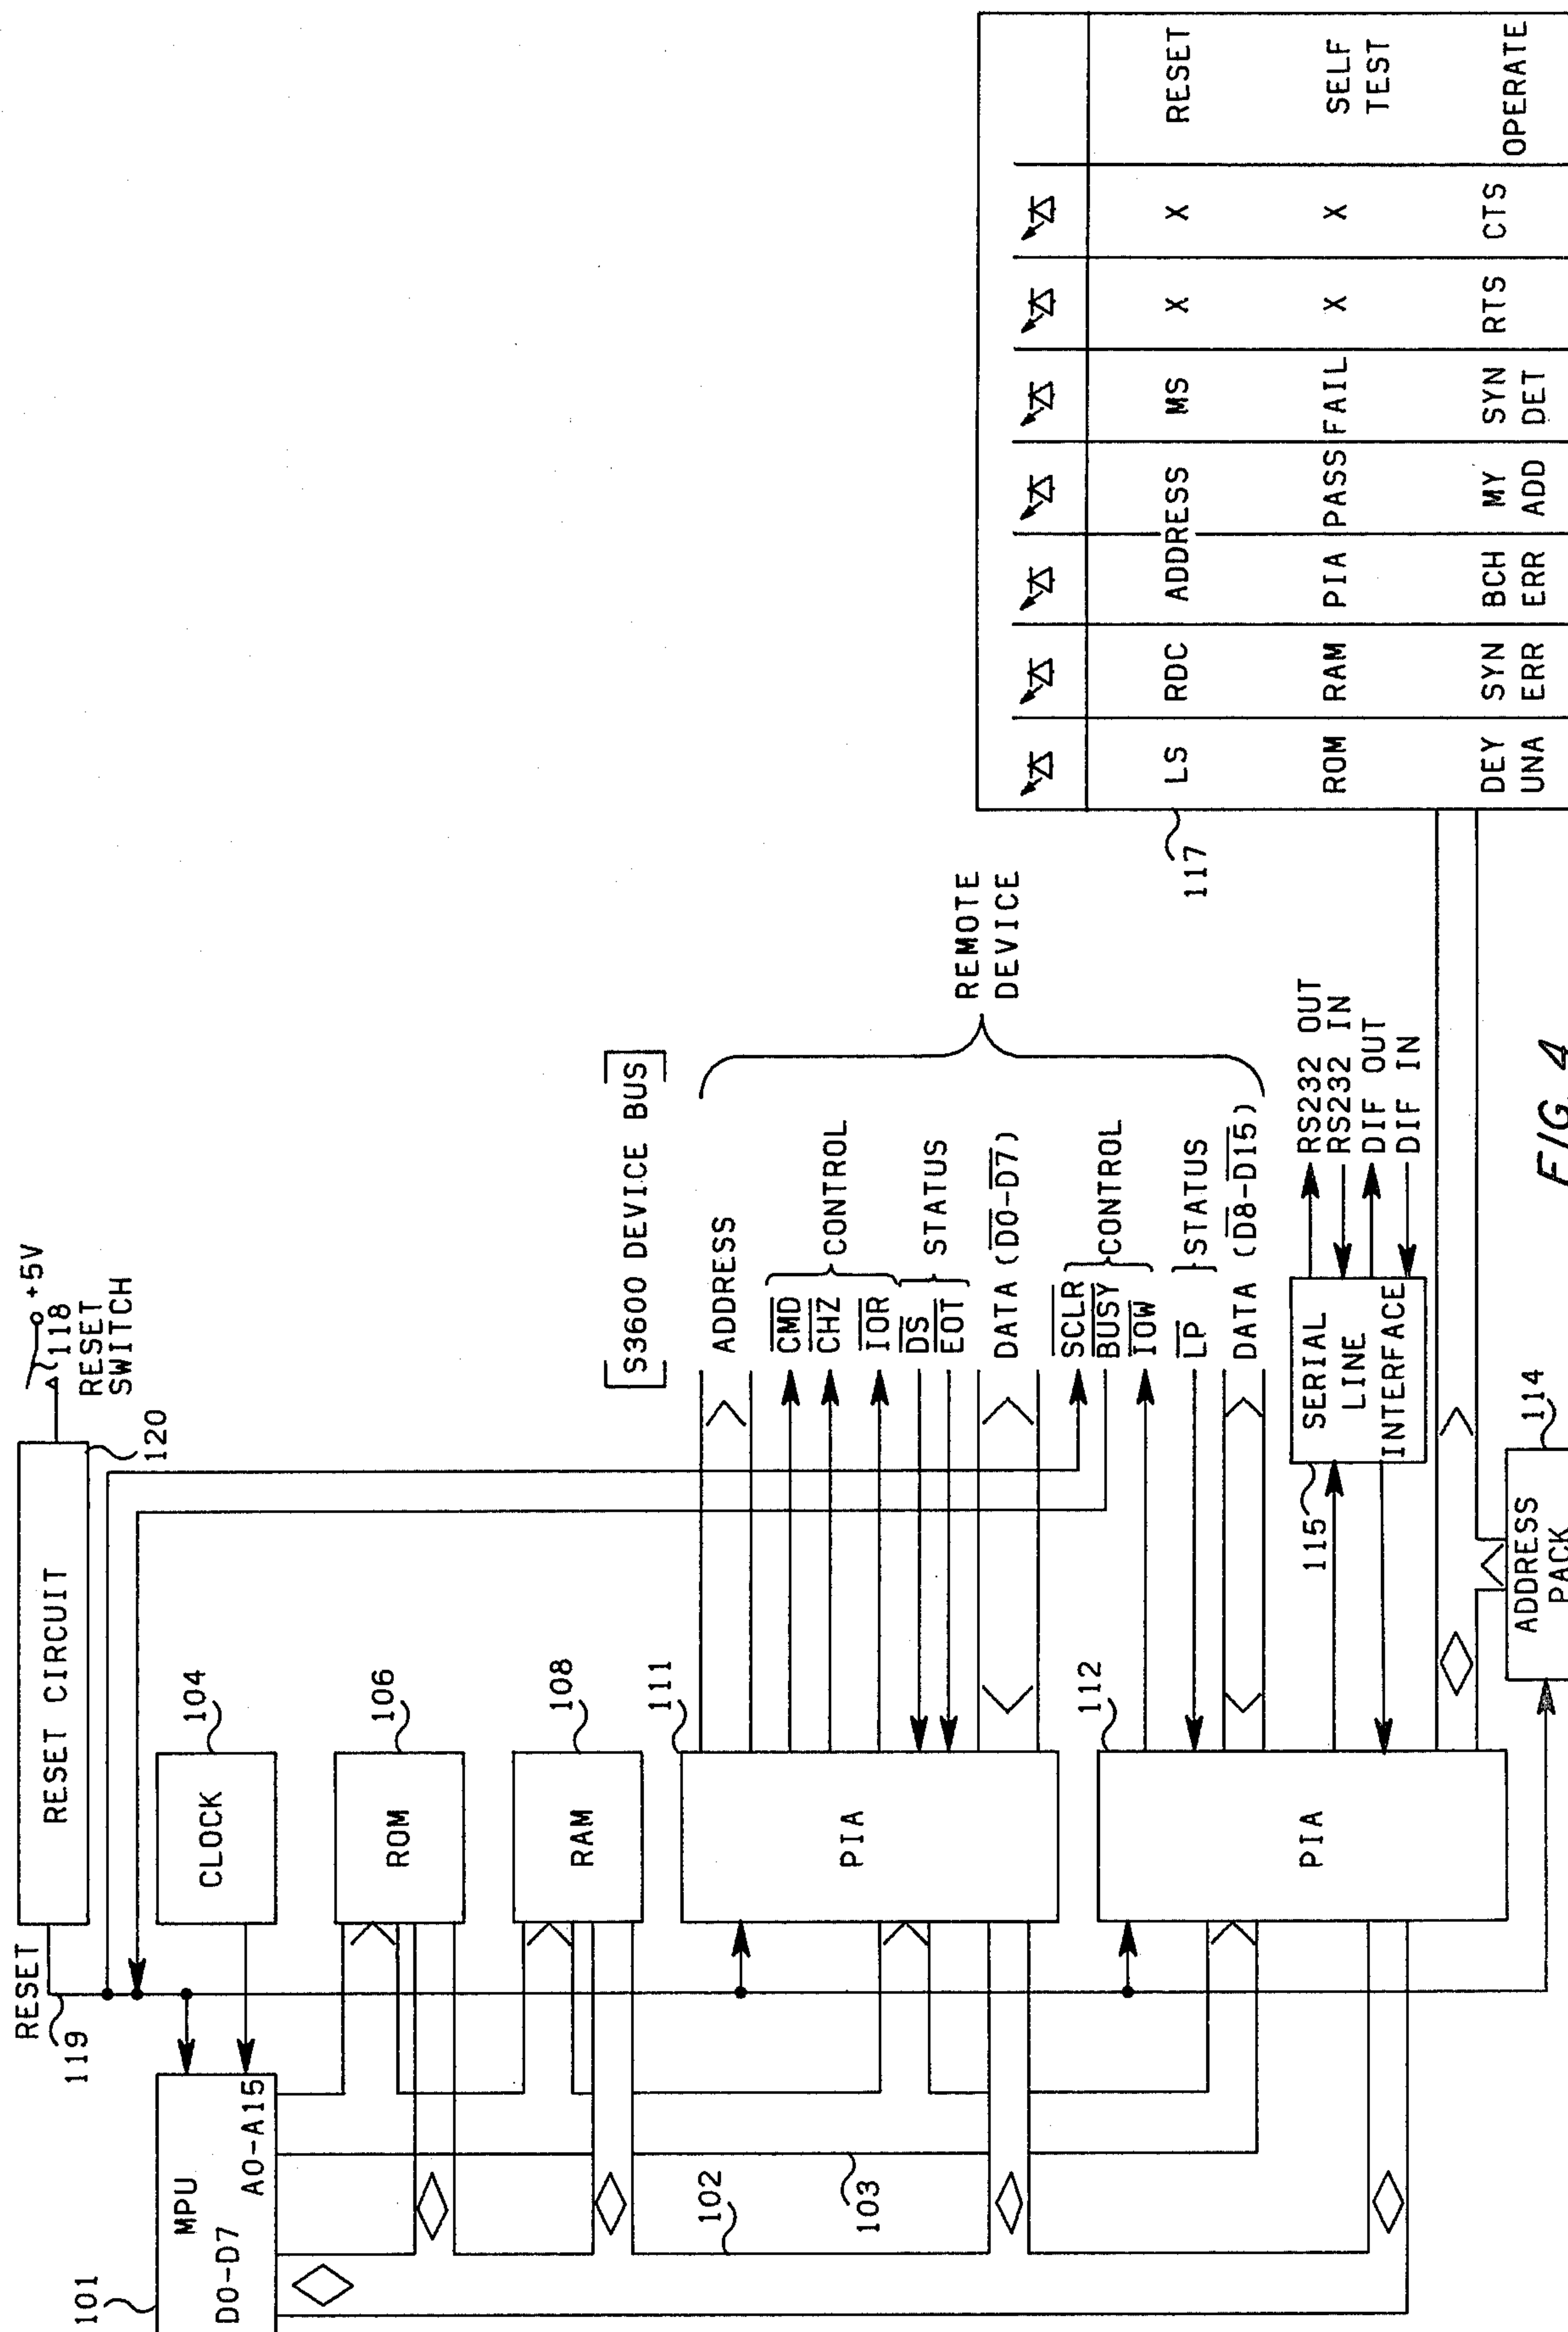 RESET CIRCUIT
120
+5V
118
RESET
SWITCH
RESET
119
101
MPU
D0-D7
A0-A15
CLOCK
104
ROM
106
RAM
108
102
103
PIA
111
PIA
112
S3600 DEVICE BUS
ADDRESS
CMD
CHZ
IOR
CONTROL
DS
EOT
STATUS
DATA (D0-D7)
SCLR
BUSY
IOW
CONTROL
LP
STATUS
DATA (D8-D15)
REMOTE
DEVICE
115
SERIAL
LINE
INTERFACE
RS232 OUT
RS232 IN
DIF OUT
DIF IN
ADDRESS
PACK
114
117
LS RDC ADDRESS MS X X RESET
ROM RAM PIA PASS FAIL X X SELF TEST
DEY UNA SYN ERR BCH ERR MY ADD SYN DET RTS CTS OPERATE
FIG. 4